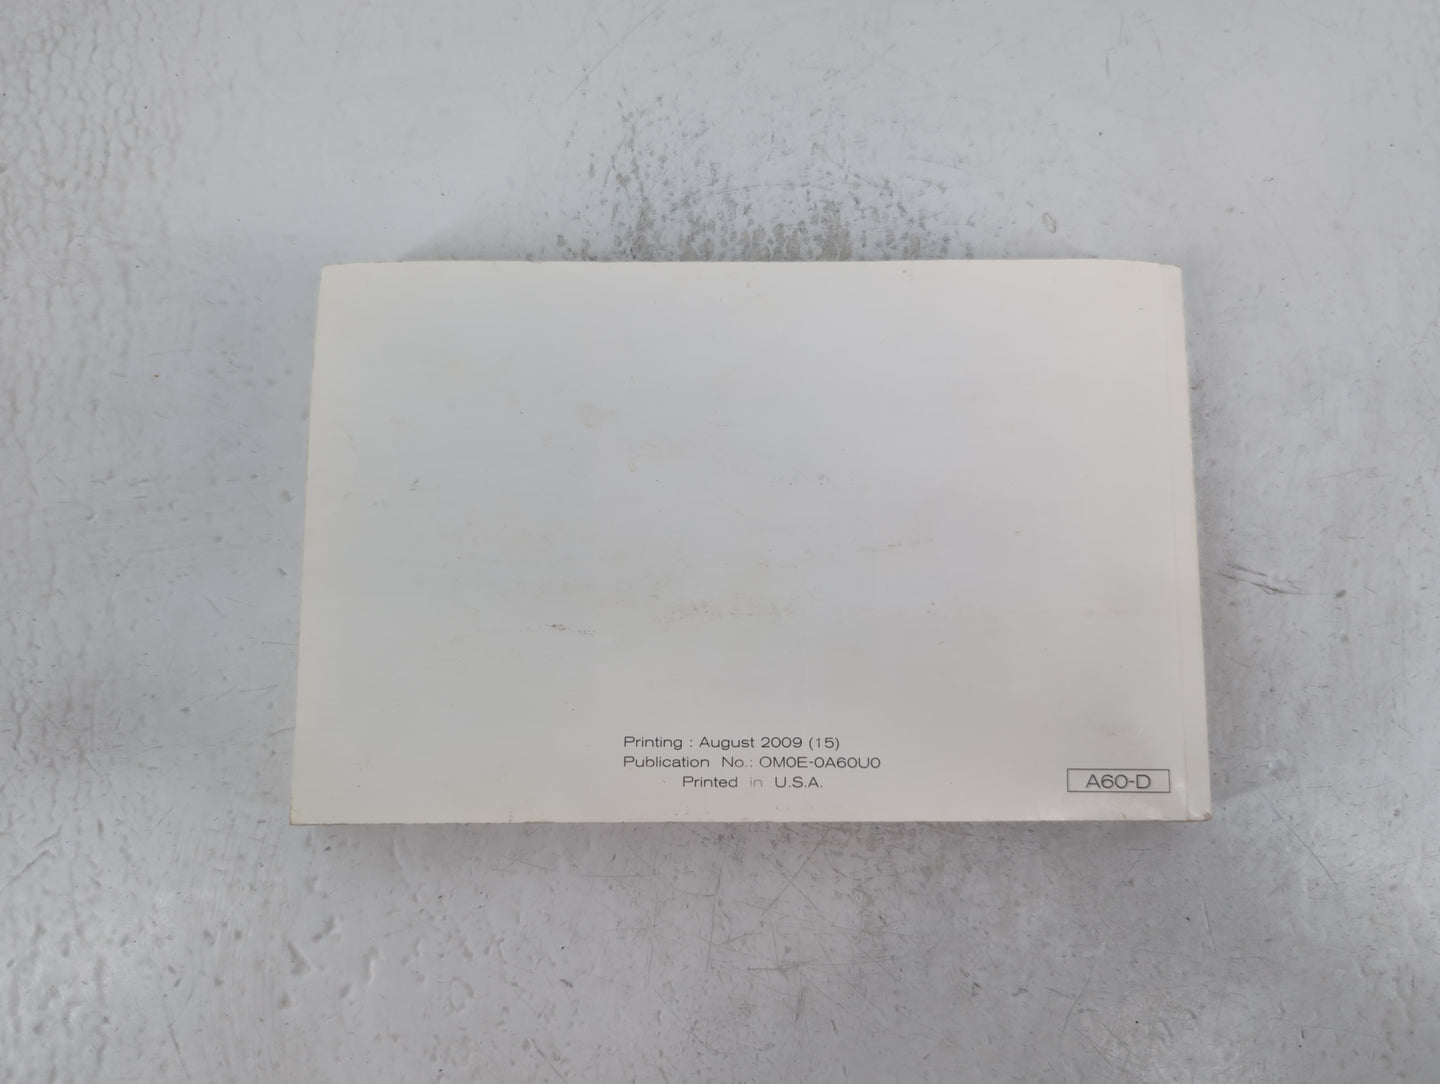 Printing : August 2009 (15)
Publication No.: OM0E-0A60U0
Printed in U.S.A.
A60-D